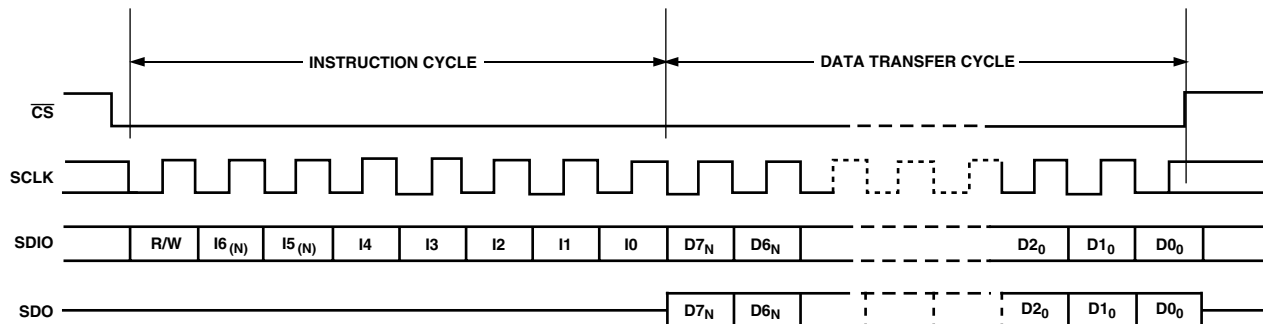 INSTRUCTION CYCLE DATA TRANSFER CYCLE
CS
SCLK
SDIO R/W I6(N) I5(N) I4 I3 I2 I1 I0 D7N D6N D20 D10 D00
SDO D7N D6N D20 D10 D00